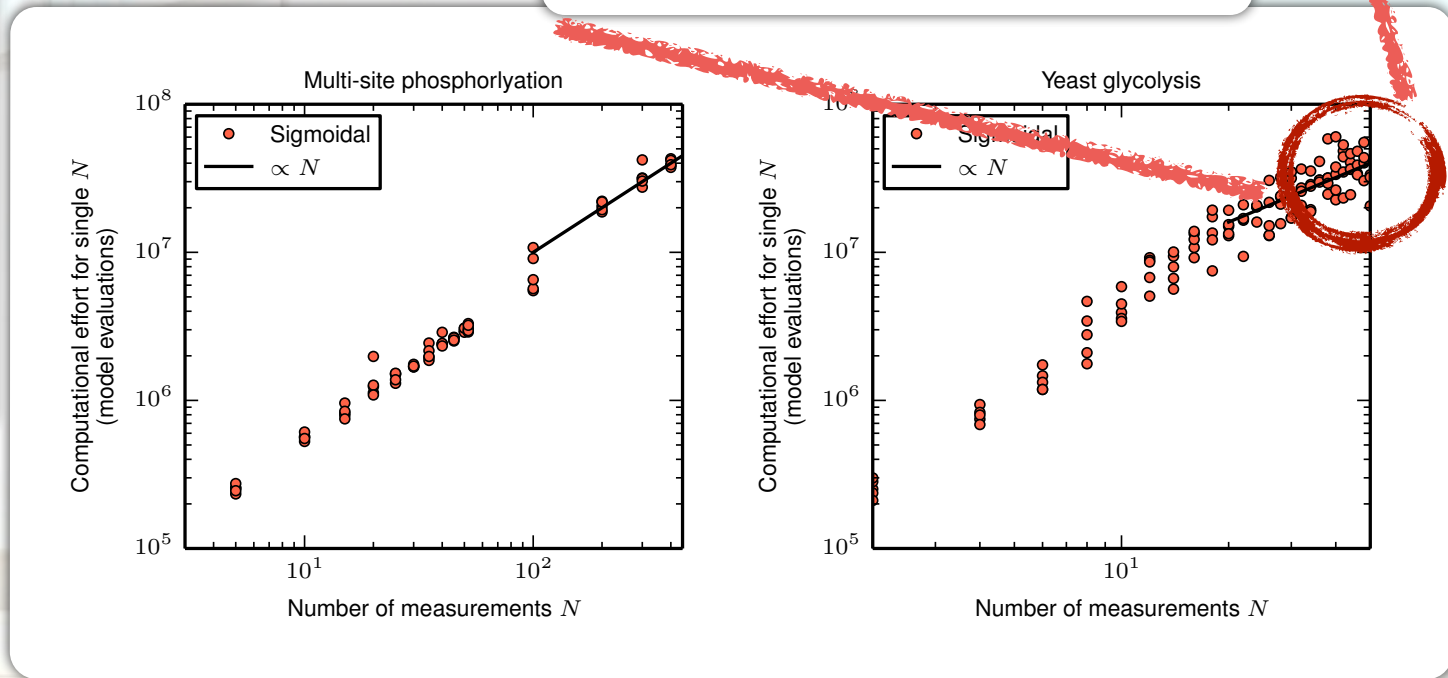 Multi-site phosphorlyation
10^8
10^7
10^6
10^5
Sigmoidal
∝ N
Computational effort for single N
(model evaluations)
10^1
10^2
Number of measurements N
Yeast glycolysis
10^7
10^6
10^5
∝ N
Computational effort for single N
(model evaluations)
10^1
Number of measurements N